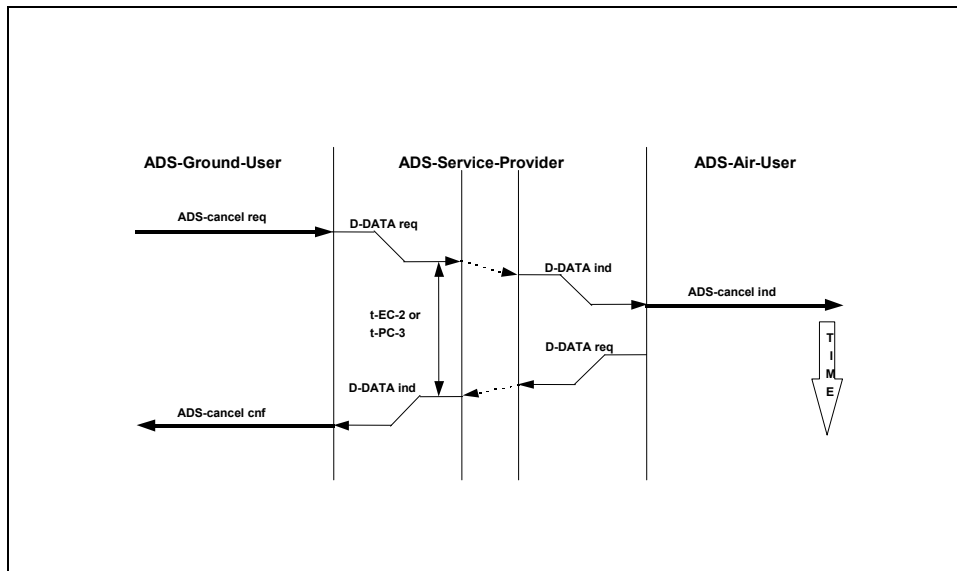 ADS-Ground-User
ADS-Service-Provider
ADS-Air-User
ADS-cancel req
D-DATA req
D-DATA ind
ADS-cancel ind
t-EC-2 or
t-PC-3
D-DATA req
D-DATA ind
ADS-cancel cnf
T
I
M
E